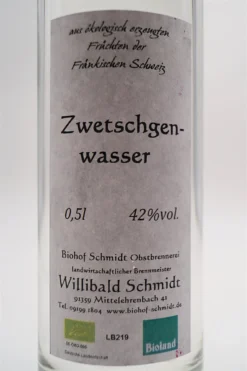 aus ökologisch erzeugten
Früchten der
Fränkischen Schweiz
Zwetschgen-
wasser
0,5l 42%vol.
Biohof Schmidt Obstbrennerei
landwirtschaftlicher Brennmeister
Willibald Schmidt
91359 Mittelehrenbach 41
Tel. 09199 1804 www.biohof-schmidt.de
LB219
Bioland